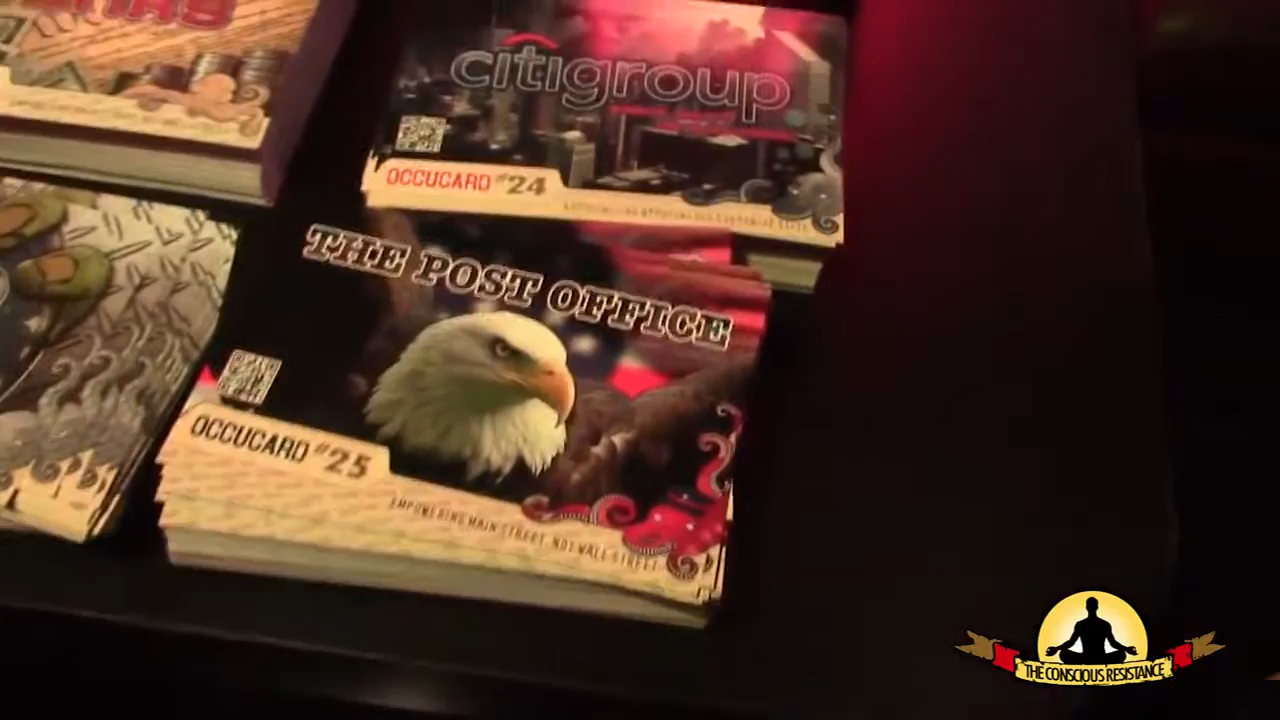 citigroup
OCCUCARD #24
THE POST OFFICE
OCCUCARD #25
EMPOWERING MAIN STREET, NOT WALL STREET
THE CONSCIOUS RESISTANCE